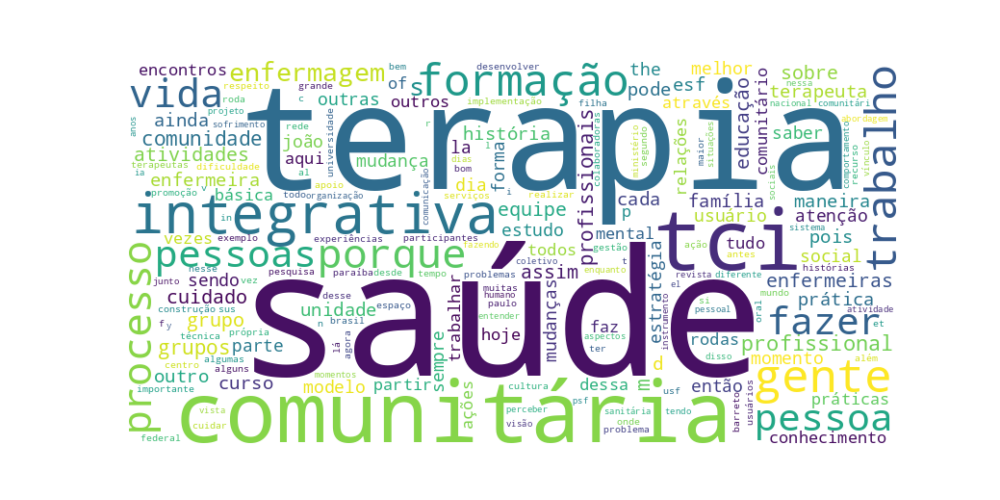 terapia
saúde
comunitária
integrativa
tci
formação
gente
fazer
pessoa
pessoas
porque
processo
trabalho
vida
enfermagem
encontros
ainda
comunidade
atividades
enfermeira
outras
outros
of
s
the
esf
pode
melhor
através
sobre
terapeuta
saber
educação
comunitário
relações
profissionais
história
la
forma
mudança
joão
aqui
básica
dia
equipe
estudo
todos
p
cada
família
usuário
mental
maneira
atenção
pois
tudo
social
enfermeiras
prática
profissional
momento
práticas
conhecimento
então
rodas
estratégia
d
m
dessa
faz
mudanças
assim
hoje
trabalhar
sempre
ações
partir
modelo
unidade
curso
parte
grupo
grupos
cuidado
sendo
vezes
outro
respeito
grande
roda
projeto
sofrimento
anos
ia
terapeutas
dificuldade
promoção
v
in
rede
c
al
todo
apoio
organização
universidade
bem
desenvolver
implementação
filha
r
l
i
dias
bom
serviços
realizar
comunicação
colaboradoras
ministério
segundo
maior
situações
nessa
nacional
comunitári
abordagem
vínculo
recurso
comportamento
sociais
sistema
exemplo
experiências
participantes
fazendo
gestão
ação
antes
t
coletivo
enquanto
revista
diferente
histórias
nesse
junto
pesquisa
paraíba
desde
tempo
problemas
vez
desse
espaço
muitas
humano
paulo
entender
construção
sus
f
y
técnica
própria
n
brasil
lá
agora
algumas
alguns
centro
importante
momentos
cultura
aspectos
ter
el
si
pessoal
instrumento
oral
mundo
atividade
et
disso
além
usuários
barreto
vista
cuidar
federal
perceber
visão
psf
sanitária
onde
problema
tendo
usf